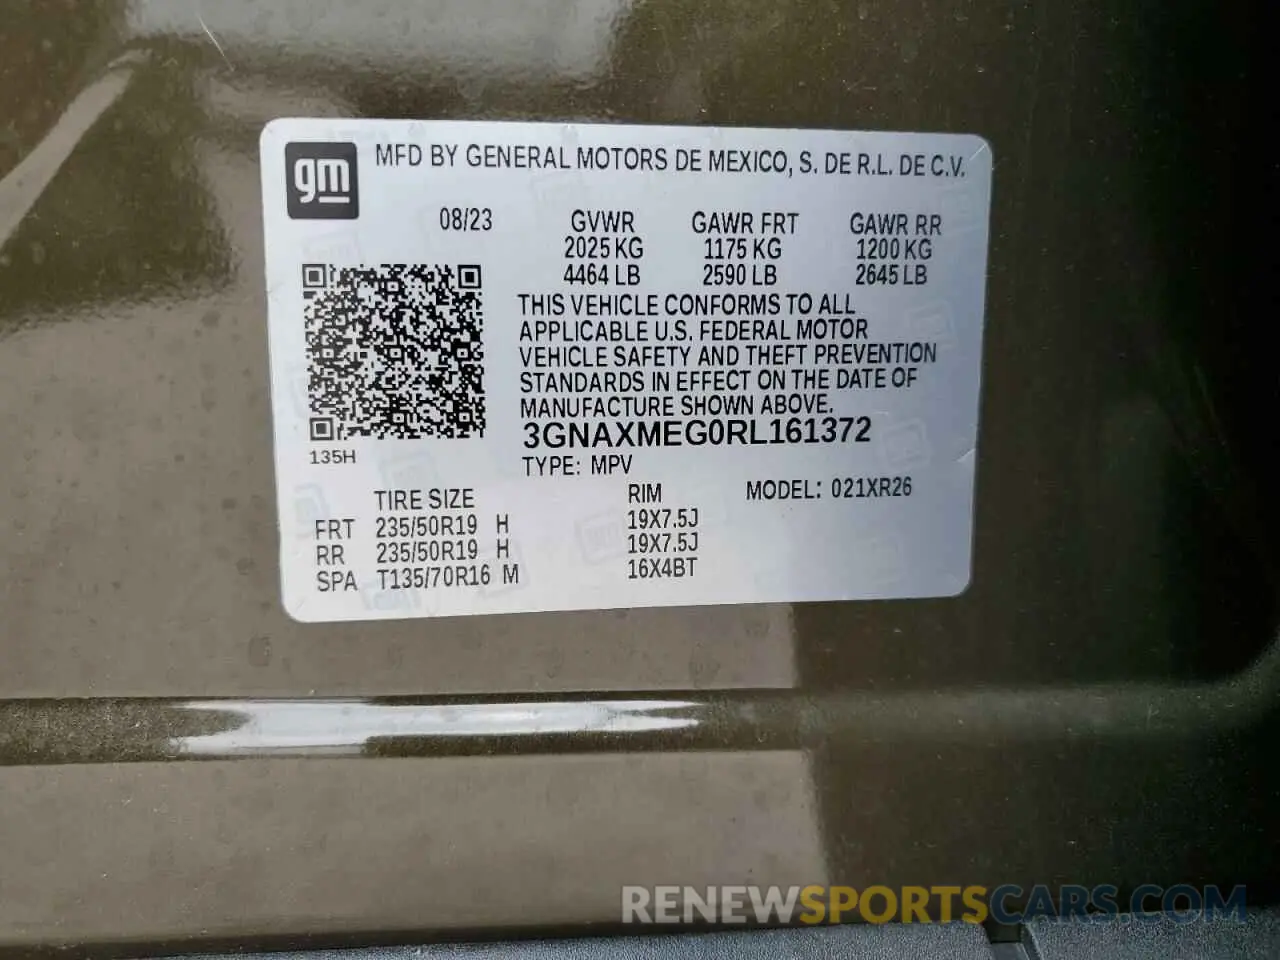 gm
MFD BY GENERAL MOTORS DE MEXICO, S. DE R.L. DE C.V.
08/23 GVWR GAWR FRT GAWR RR
2025 KG 1175 KG 1200 KG
4464 LB 2590 LB 2645 LB
THIS VEHICLE CONFORMS TO ALL
APPLICABLE U.S. FEDERAL MOTOR
VEHICLE SAFETY AND THEFT PREVENTION
STANDARDS IN EFFECT ON THE DATE OF
MANUFACTURE SHOWN ABOVE.
3GNAXMEG0RL161372
135H
TYPE: MPV
TIRE SIZE RIM MODEL: 021XR26
FRT 235/50R19 H 19X7.5J
RR 235/50R19 H 19X7.5J
SPA T135/70R16 M 16X4BT
RENEWSPORTSCARS.COM